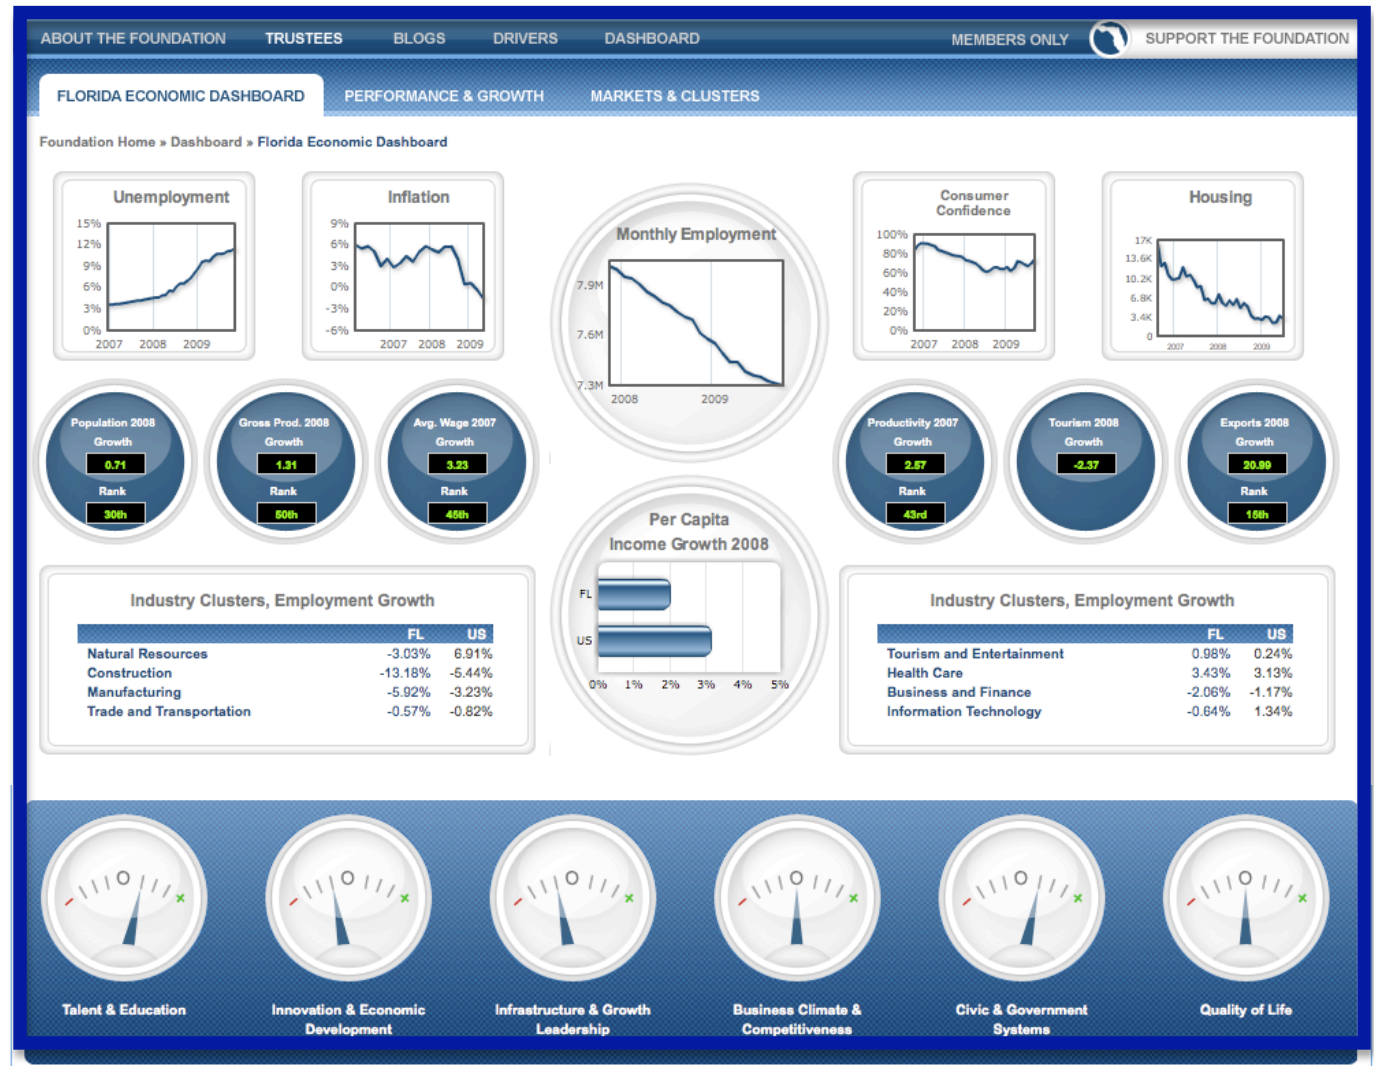 ABOUT THE FOUNDATION TRUSTEES BLOGS DRIVERS DASHBOARD MEMBERS ONLY SUPPORT THE FOUNDATION
FLORIDA ECONOMIC DASHBOARD PERFORMANCE & GROWTH MARKETS & CLUSTERS
Foundation Home » Dashboard » Florida Economic Dashboard
Unemployment
15%
12%
9%
6%
3%
0%
2007 2008 2009
Inflation
9%
6%
3%
0%
-3%
-6%
2007 2008 2009
Monthly Employment
7.9M
7.6M
7.3M
2008 2009
Consumer
Confidence
100%
80%
60%
40%
20%
0%
2007 2008 2009
Housing
17K
13.6K
10.2K
6.8K
3.4K
0
2007 2008 2009
Population 2008
Growth
0.71
Rank
30th
Gross Prod. 2008
Growth
1.31
Rank
50th
Avg. Wage 2007
Growth
3.23
Rank
45th
Productivity 2007
Growth
2.57
Rank
43rd
Tourism 2008
Growth
-2.37
Exports 2008
Growth
20.99
Rank
15th
Per Capita
Income Growth 2008
FL
US
0% 1% 2% 3% 4% 5%
Industry Clusters, Employment Growth
FL US
Natural Resources -3.03% 6.91%
Construction -13.18% -5.44%
Manufacturing -5.92% -3.23%
Trade and Transportation -0.57% -0.82%
Industry Clusters, Employment Growth
FL US
Tourism and Entertainment 0.98% 0.24%
Health Care 3.43% 3.13%
Business and Finance -2.06% -1.17%
Information Technology -0.64% 1.34%
Talent & Education
Innovation & Economic
Development
Infrastructure & Growth
Leadership
Business Climate &
Competitiveness
Civic & Government
Systems
Quality of Life